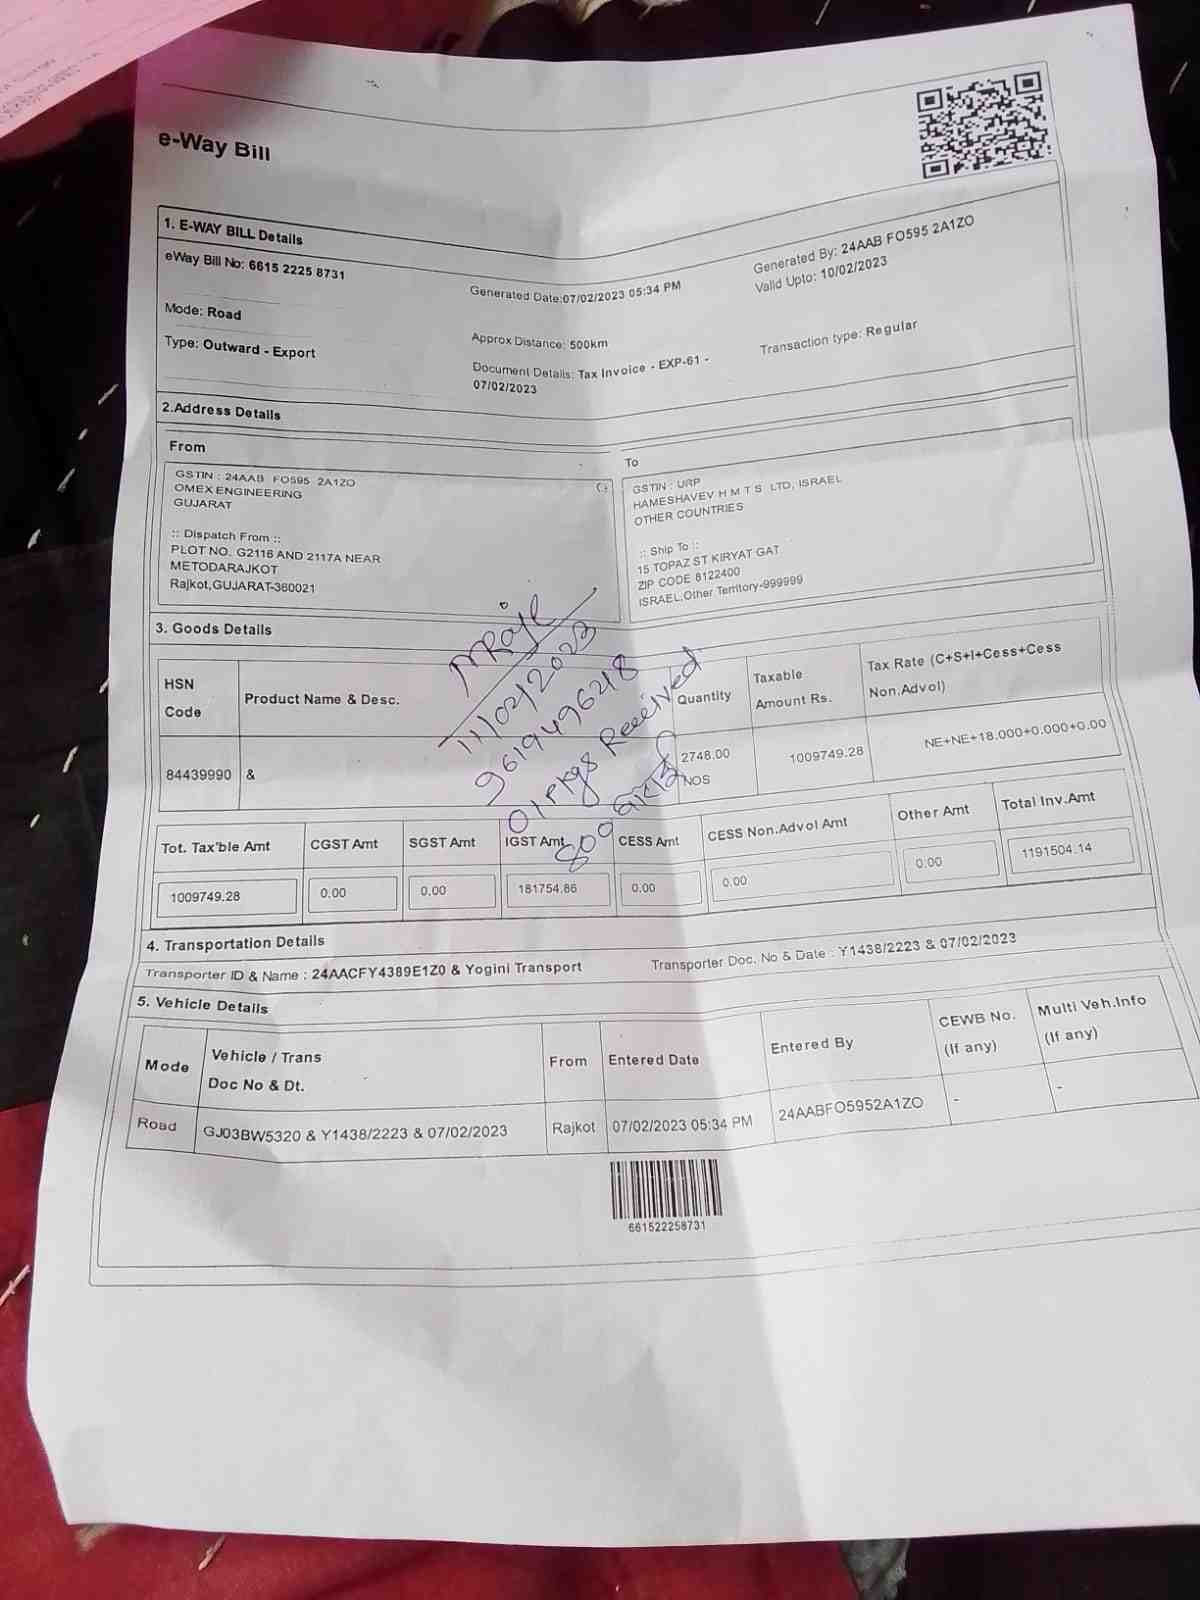 e-Way Bill
1. E-WAY BILL Details
eWay Bill No: 6615 2225 8731
Generated Date:07/02/2023 05:34 PM
Generated By: 24AAB FO595 2A1ZO
Valid Upto: 10/02/2023
Mode: Road
Approx Distance: 500km
Type: Outward - Export
Document Details: Tax Invoice - EXP-61 -
07/02/2023
Transaction type: Regular
2.Address Details
From
GSTIN : 24AAB FO595 2A1ZO
OMEX ENGINEERING
GUJARAT
:: Dispatch From ::
PLOT NO. G2116 AND 2117A NEAR
METODARAJKOT
Rajkot,GUJARAT-360021
To
GSTIN : URP
HAMESHAVEV H M T S LTD, ISRAEL
OTHER COUNTRIES
:: Ship To ::
15 TOPAZ ST KIRYAT GAT
ZIP CODE 8122400
ISRAEL,Other Territory-999999
3. Goods Details
HSN
Code
Product Name & Desc.
Quantity
Taxable
Amount Rs.
Tax Rate (C+S+I+Cess+Cess
Non.Advol)
84439990
&
2748.00
NOS
1009749.28
NE+NE+18.000+0.000+0.00
11/02/2023
9619496218
01 Pkgs Received
Tot. Tax'ble Amt
CGST Amt
SGST Amt
IGST Amt
CESS Amt
CESS Non.Advol Amt
Other Amt
Total Inv.Amt
1009749.28
0.00
0.00
181754.86
0.00
0.00
0.00
1191504.14
4. Transportation Details
Transporter ID & Name : 24AACFY4389E1Z0 & Yogini Transport
Transporter Doc. No & Date : Y1438/2223 & 07/02/2023
5. Vehicle Details
Mode
Vehicle / Trans
Doc No & Dt.
From
Entered Date
Entered By
CEWB No.
(If any)
Multi Veh.Info
(If any)
Road
GJ03BW5320 & Y1438/2223 & 07/02/2023
Rajkot
07/02/2023 05:34 PM
24AABFO5952A1ZO
-
-
661522258731